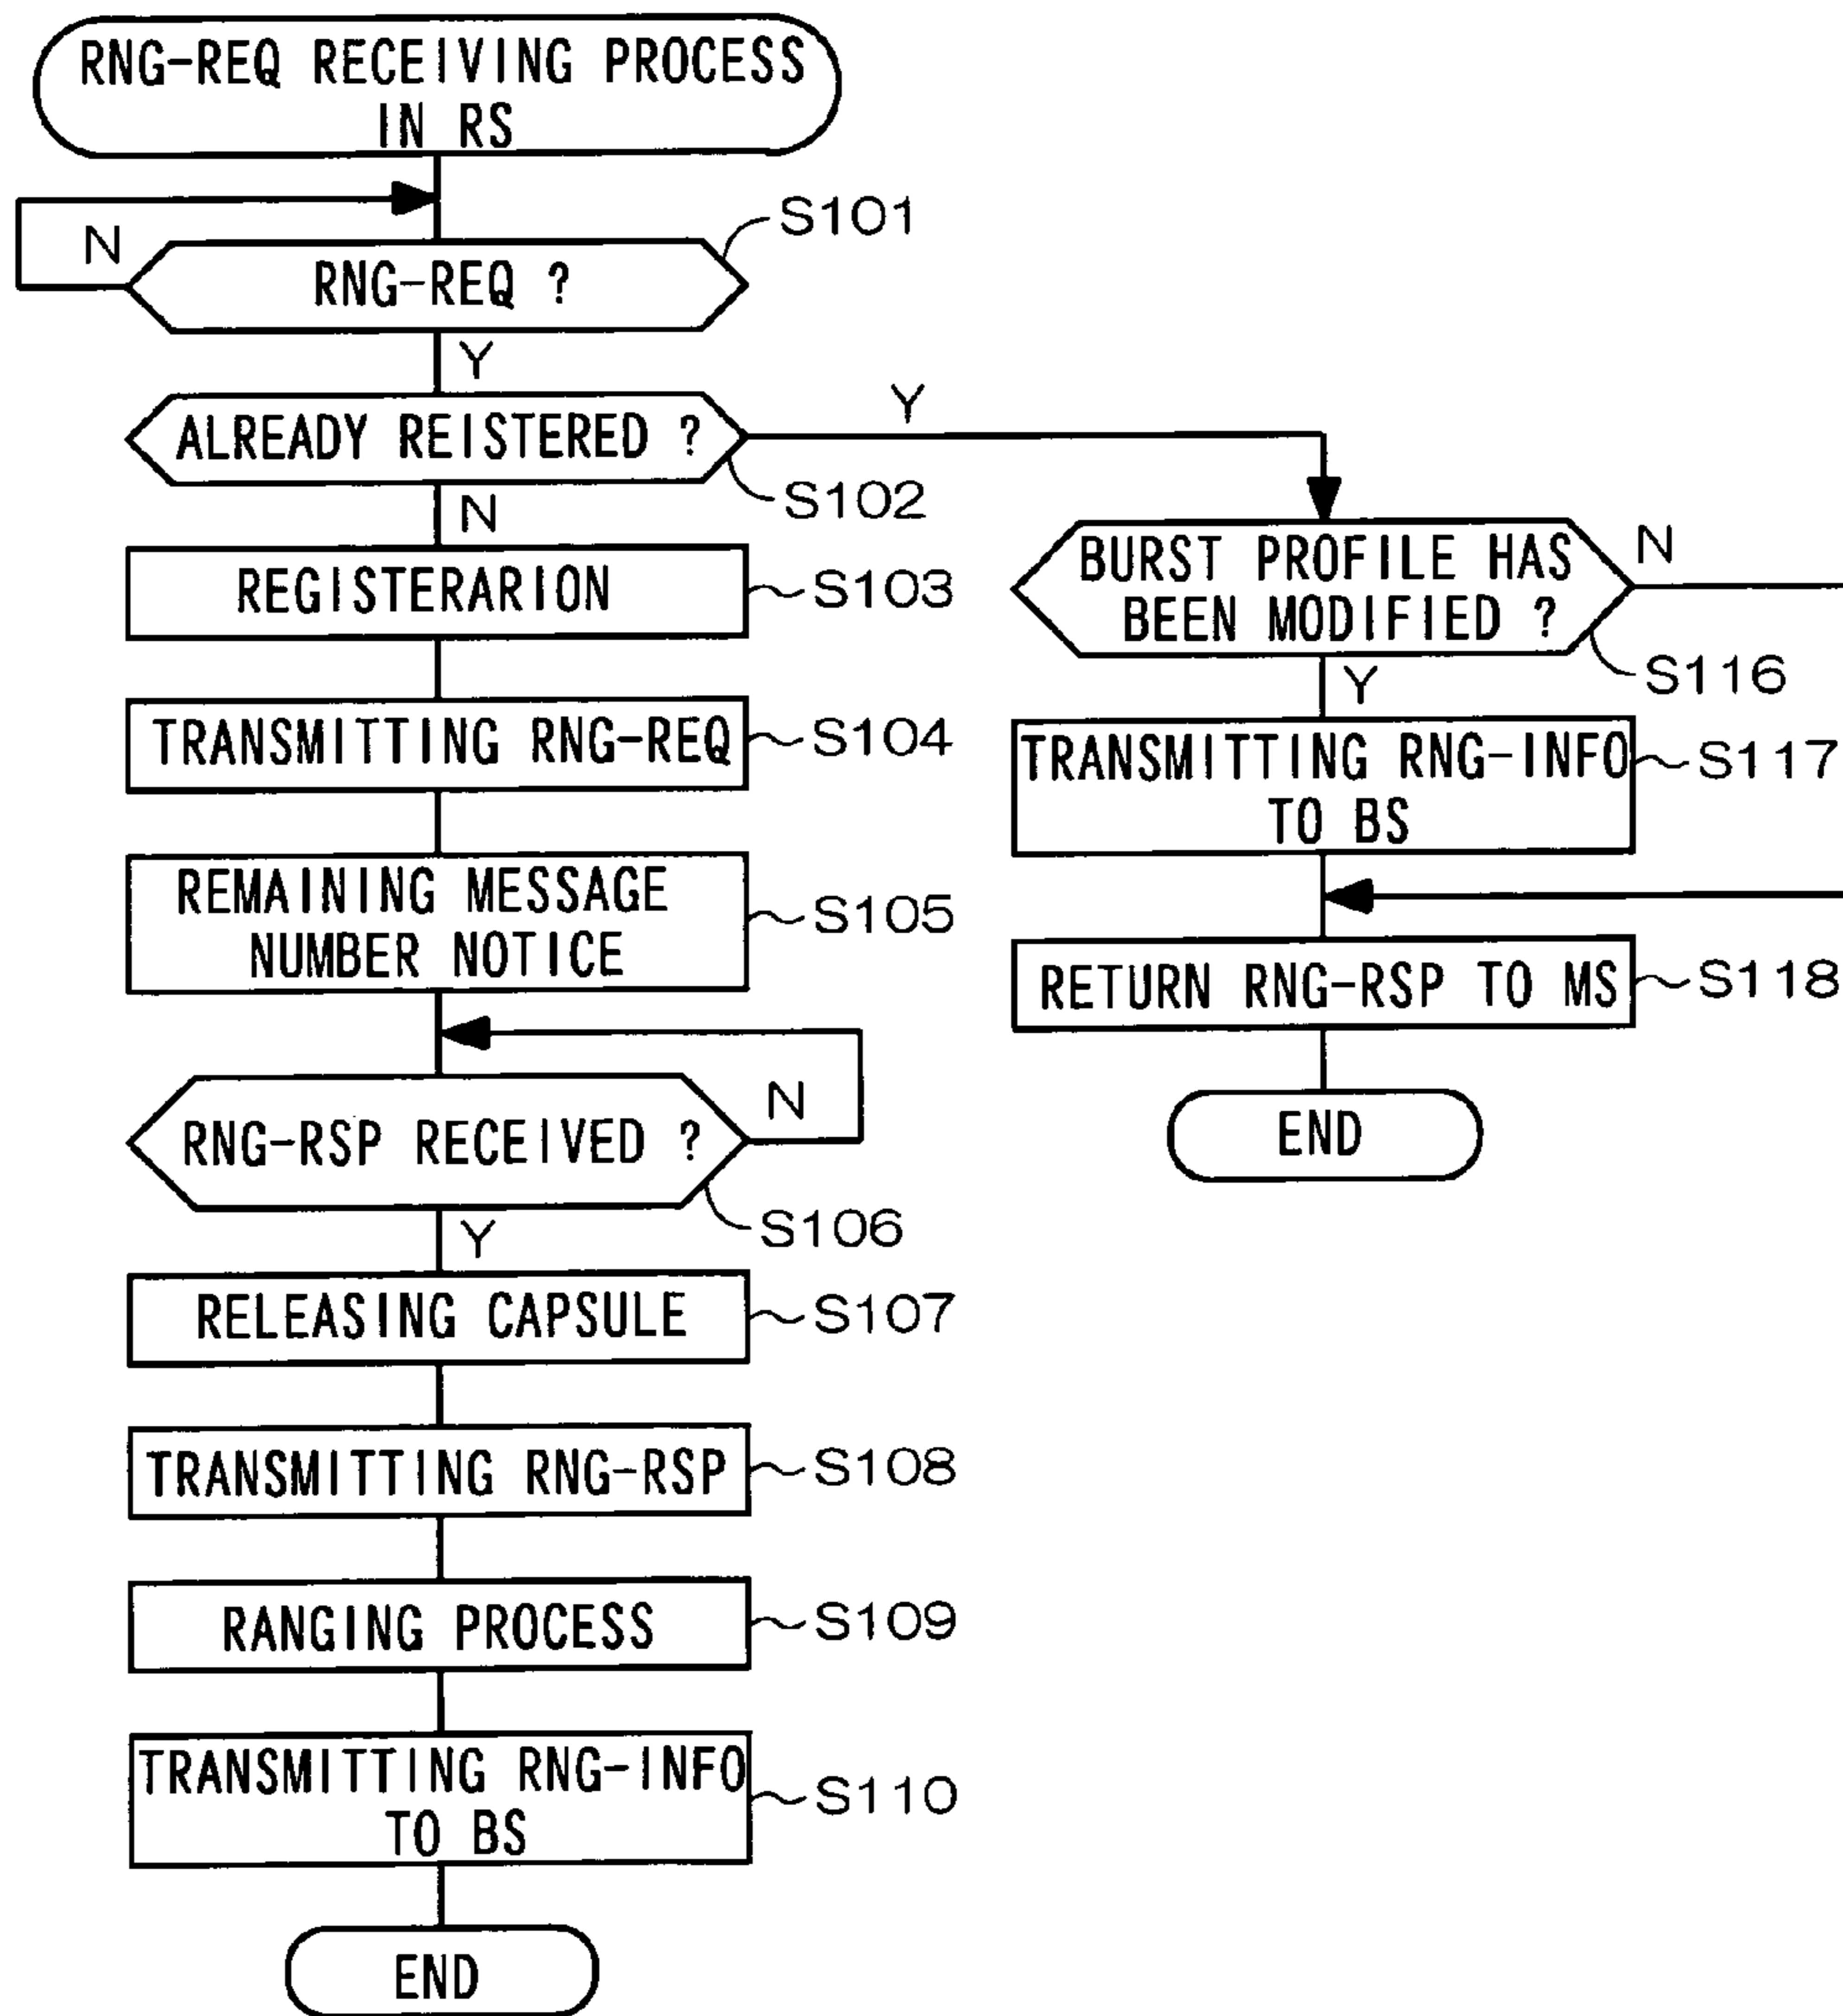 RNG-REQ RECEIVING PROCESS
IN RS
N
S101
RNG-REQ ?
Y
ALREADY REISTERED ?
Y
S102
N
REGISTERARION
S103
TRANSMITTING RNG-REQ
S104
REMAINING MESSAGE
NUMBER NOTICE
S105
N
RNG-RSP RECEIVED ?
S106
Y
RELEASING CAPSULE
S107
TRANSMITTING RNG-RSP
S108
RANGING PROCESS
S109
TRANSMITTING RNG-INFO
TO BS
S110
END
BURST PROFILE HAS
BEEN MODIFIED ?
N
S116
Y
TRANSMITTING RNG-INFO
TO BS
S117
RETURN RNG-RSP TO MS
S118
END